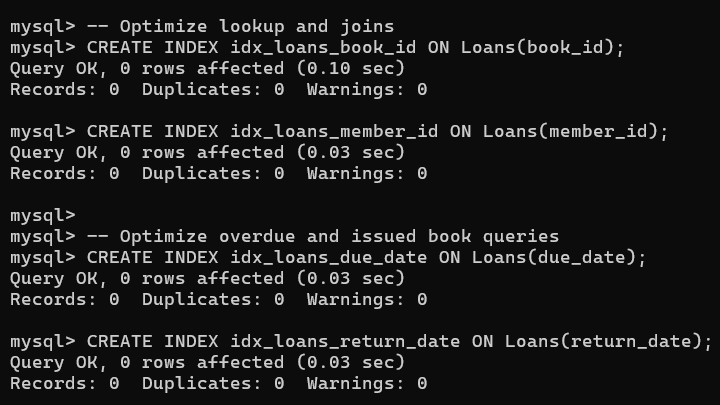 mysql> -- Optimize lookup and joins
mysql> CREATE INDEX idx_loans_book_id ON Loans(book_id);
Query OK, 0 rows affected (0.10 sec)
Records: 0  Duplicates: 0  Warnings: 0

mysql> CREATE INDEX idx_loans_member_id ON Loans(member_id);
Query OK, 0 rows affected (0.03 sec)
Records: 0  Duplicates: 0  Warnings: 0

mysql>
mysql> -- Optimize overdue and issued book queries
mysql> CREATE INDEX idx_loans_due_date ON Loans(due_date);
Query OK, 0 rows affected (0.03 sec)
Records: 0  Duplicates: 0  Warnings: 0

mysql> CREATE INDEX idx_loans_return_date ON Loans(return_date);
Query OK, 0 rows affected (0.03 sec)
Records: 0  Duplicates: 0  Warnings: 0